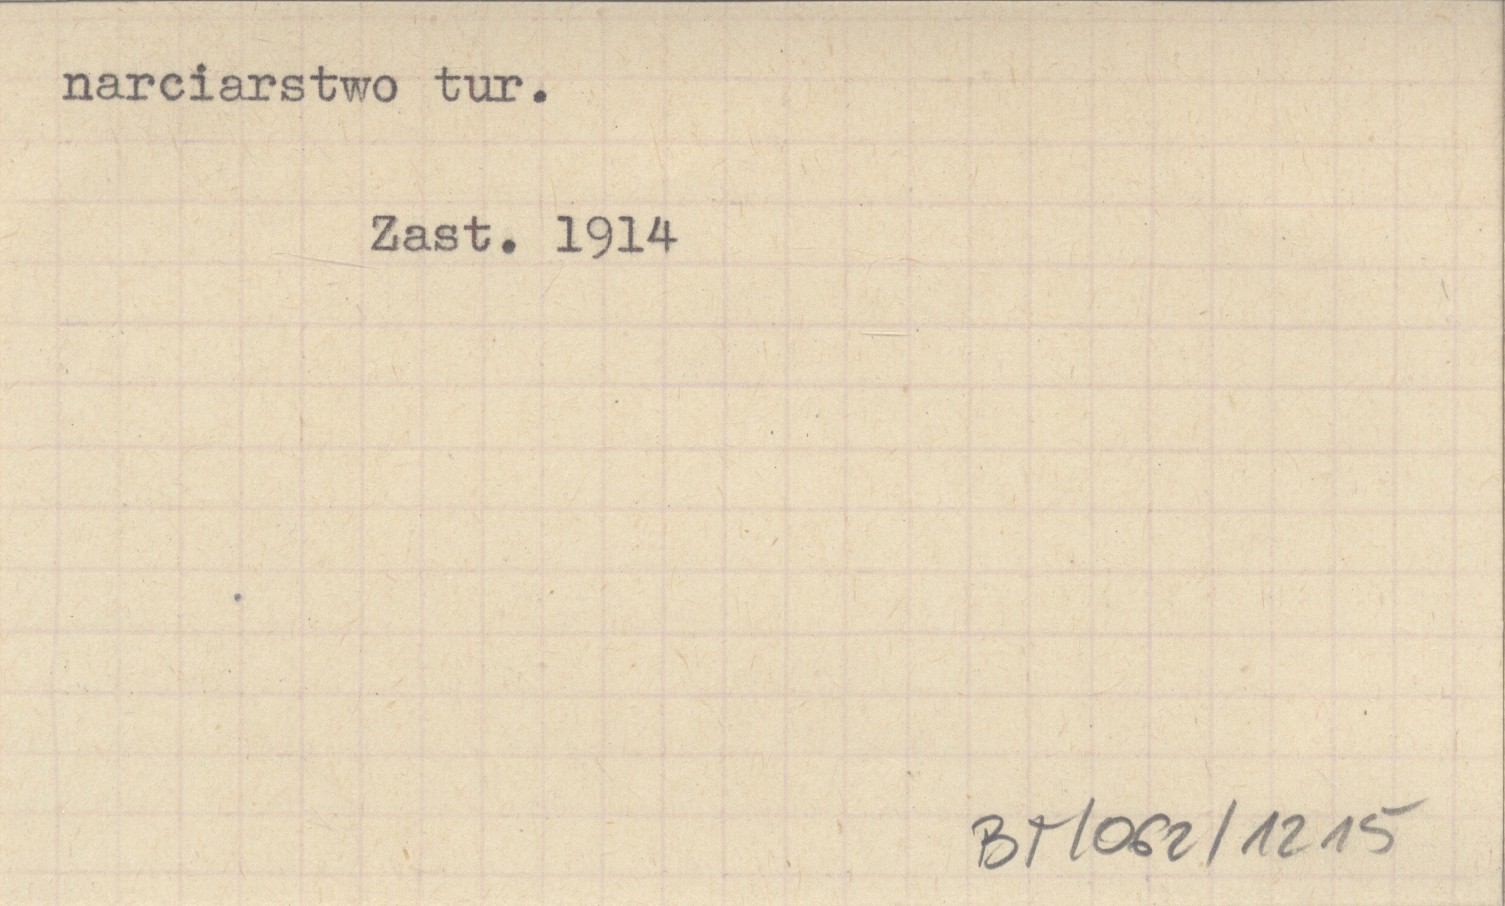 narciarstwo tur.
Zast. 1914
BT/062/1215